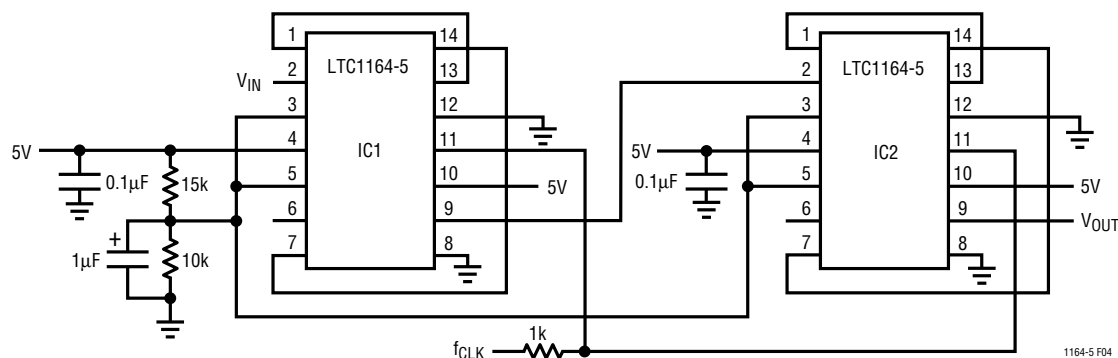 1 14
LTC1164-5
V_IN 2 13
3 12
5V 4 11
IC1
0.1µF 15k 5 10 5V
6 9
+
1µF 10k 7 8
1 14
LTC1164-5
2 13
3 12
5V 4 11
IC2
0.1µF 5 10 5V
6 9 V_OUT
7 8
f_CLK 1k
1164-5 F04